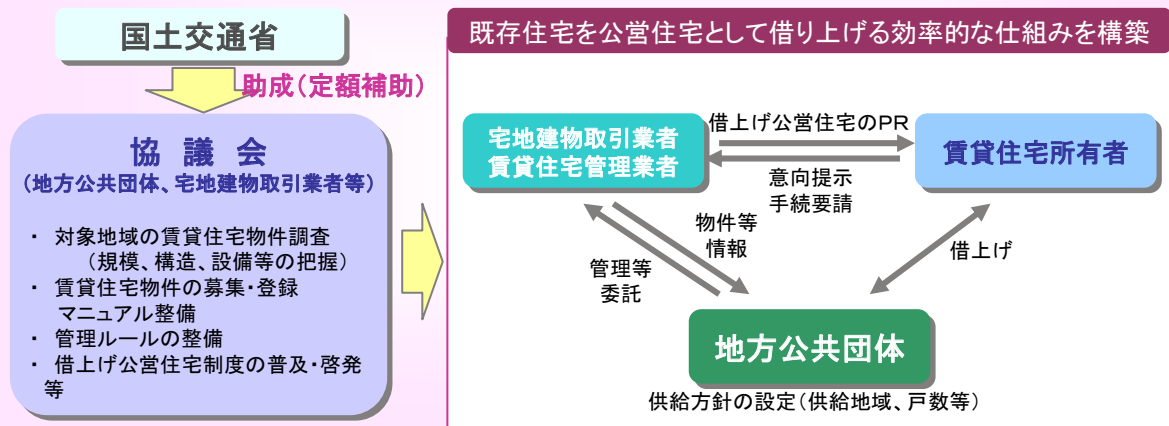 国土交通省
助成(定額補助)
協 議 会
(地方公共団体、宅地建物取引業者等)
・ 対象地域の賃貸住宅物件調査
(規模、構造、設備等の把握)
・ 賃貸住宅物件の募集・登録
マニュアル整備
・ 管理ルールの整備
・ 借上げ公営住宅制度の普及・啓発
等
既存住宅を公営住宅として借り上げる効率的な仕組みを構築
宅地建物取引業者
賃貸住宅管理業者
借上げ公営住宅のPR
意向提示
手続要請
賃貸住宅所有者
物件等
情報
管理等
委託
借上げ
地方公共団体
供給方針の設定(供給地域、戸数等)